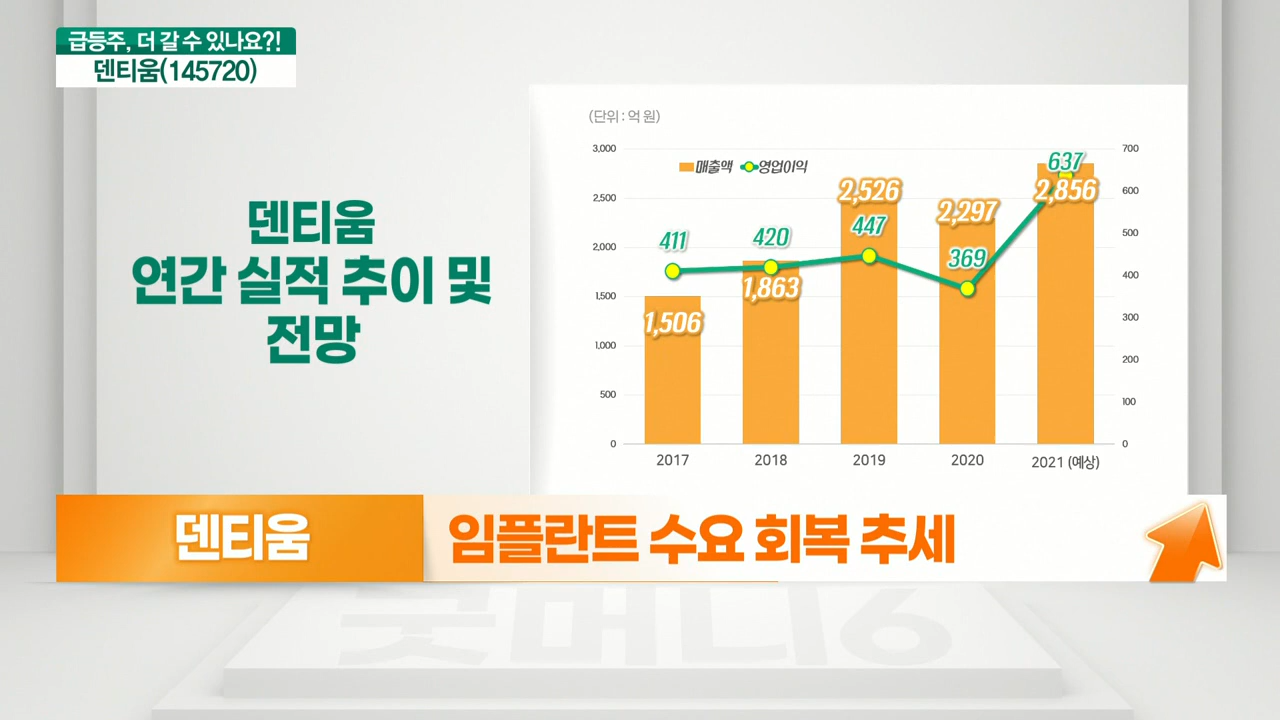 급등주, 더 갈 수 있나요?!
덴티움(145720)
덴티움
연간 실적 추이 및
전망
(단위 : 억 원)
매출액 영업이익
3,000
2,500
2,000
1,500
1,000
500
0
700
600
500
400
300
200
100
0
411
420
447
369
637
1,506
1,863
2,526
2,297
2,856
2017 2018 2019 2020 2021 (예상)
덴티움
임플란트 수요 회복 추세
굿머니6